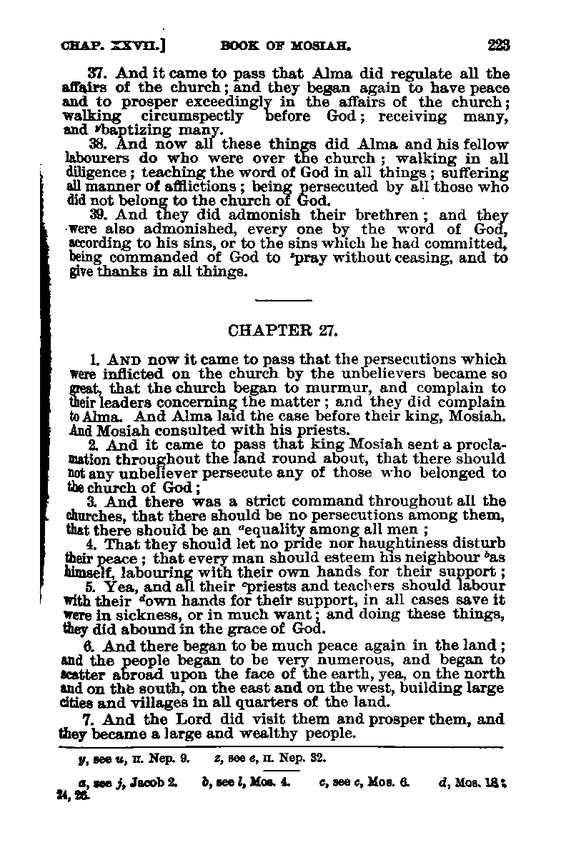 CHAP. XXVII.] BOOK OF MOSIAH. 223
37. And it came to pass that Alma did regulate all the
affairs of the church; and they began again to have peace
and to prosper exceedingly in the affairs of the church;
walking circumspectly before God; receiving many,
and ʸbaptizing many.
38. And now all these things did Alma and his fellow
labourers do who were over the church; walking in all
diligence; teaching the word of God in all things; suffering
all manner of afflictions; being persecuted by all those who
did not belong to the church of God.
39. And they did admonish their brethren; and they
were also admonished, every one by the word of God,
according to his sins, or to the sins which he had committed,
being commanded of God to ᶻpray without ceasing, and to
give thanks in all things.
CHAPTER 27.
1. AND now it came to pass that the persecutions which
were inflicted on the church by the unbelievers became so
great, that the church began to murmur, and complain to
their leaders concerning the matter; and they did complain
to Alma. And Alma laid the case before their king, Mosiah.
And Mosiah consulted with his priests.
2. And it came to pass that king Mosiah sent a procla-
mation throughout the land round about, that there should
not any unbeliever persecute any of those who belonged to
the church of God;
3. And there was a strict command throughout all the
churches, that there should be no persecutions among them,
that there should be an ᵃequality among all men;
4. That they should let no pride nor haughtiness disturb
their peace; that every man should esteem his neighbour ᵇas
himself, labouring with their own hands for their support;
5. Yea, and all their ᶜpriests and teachers should labour
with their ᵈown hands for their support, in all cases save it
were in sickness, or in much want; and doing these things,
they did abound in the grace of God.
6. And there began to be much peace again in the land;
and the people began to be very numerous, and began to
scatter abroad upon the face of the earth, yea, on the north
and on the south, on the east and on the west, building large
cities and villages in all quarters of the land.
7. And the Lord did visit them and prosper them, and
they became a large and wealthy people.
y, see u, II. Nep. 9. z, see e, II. Nep. 32.
a, see j, Jacob 2. b, see l, Mos. 4. c, see c, Mos. 6. d, Mos. 18:
24, 26.